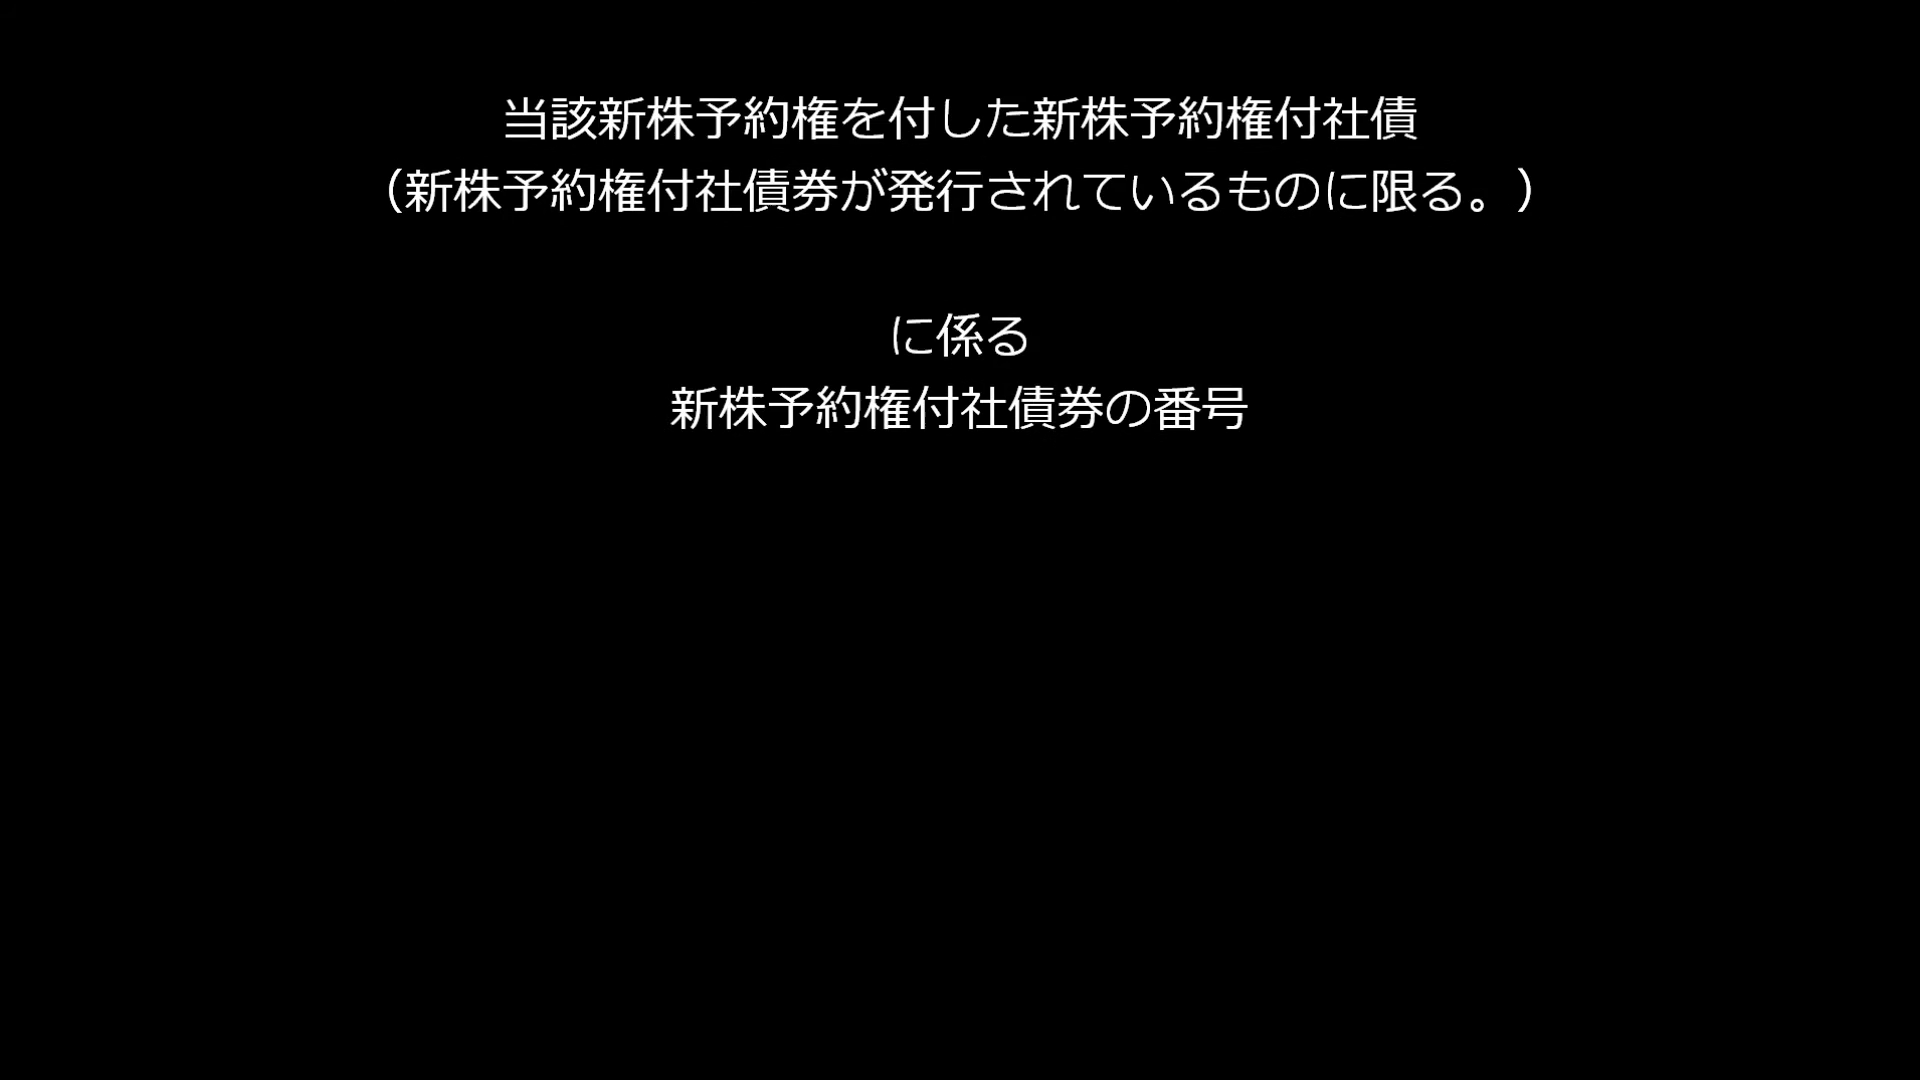 当該新株予約権を付した新株予約権付社債
（新株予約権付社債券が発行されているものに限る。）
に係る
新株予約権付社債券の番号